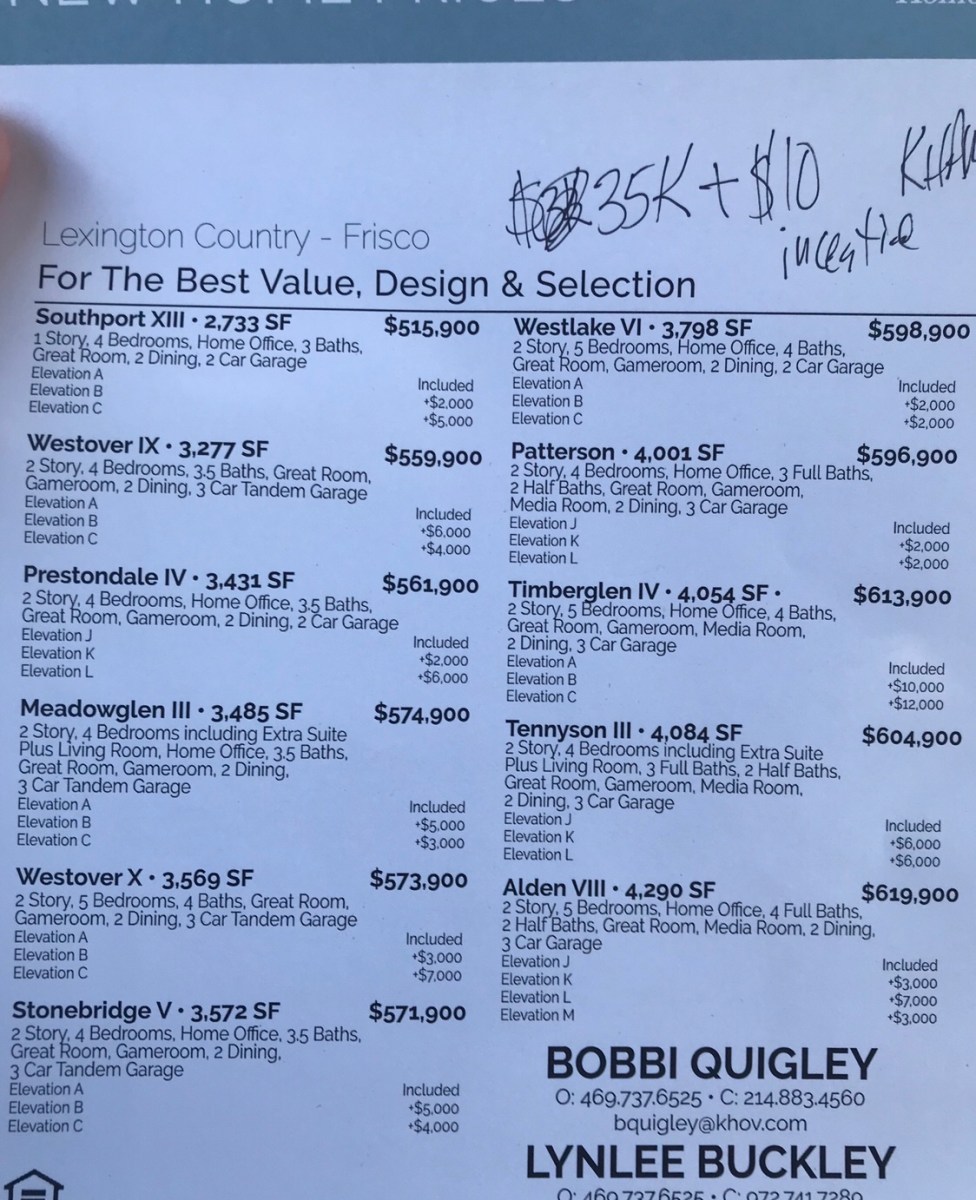 NEW HOME PRICES
35K + $10
incentive
Lexington Country - Frisco
For The Best Value, Design & Selection
Southport XIII • 2,733 SF $515,900
1 Story, 4 Bedrooms, Home Office, 3 Baths,
Great Room, 2 Dining, 2 Car Garage
Elevation A Included
Elevation B +$2,000
Elevation C +$5,000
Westover IX • 3,277 SF $559,900
2 Story, 4 Bedrooms, 3.5 Baths, Great Room,
Gameroom, 2 Dining, 3 Car Tandem Garage
Elevation A Included
Elevation B +$6,000
Elevation C +$4,000
Prestondale IV • 3,431 SF $561,900
2 Story, 4 Bedrooms, Home Office, 3.5 Baths,
Great Room, Gameroom, 2 Dining, 2 Car Garage
Elevation J Included
Elevation K +$2,000
Elevation L +$6,000
Meadowglen III • 3,485 SF $574,900
2 Story, 4 Bedrooms including Extra Suite
Plus Living Room, Home Office, 3.5 Baths,
Great Room, Gameroom, 2 Dining,
3 Car Tandem Garage
Elevation A Included
Elevation B +$5,000
Elevation C +$3,000
Westover X • 3,569 SF $573,900
2 Story, 5 Bedrooms, 4 Baths, Great Room,
Gameroom, 2 Dining, 3 Car Tandem Garage
Elevation A Included
Elevation B +$3,000
Elevation C +$7,000
Stonebridge V • 3,572 SF $571,900
2 Story, 4 Bedrooms, Home Office, 3.5 Baths,
Great Room, Gameroom, 2 Dining,
3 Car Tandem Garage
Elevation A Included
Elevation B +$5,000
Elevation C +$4,000
Westlake VI • 3,798 SF $598,900
2 Story, 5 Bedrooms, Home Office, 4 Baths,
Great Room, Gameroom, 2 Dining, 2 Car Garage
Elevation A Included
Elevation B +$2,000
Elevation C +$2,000
Patterson • 4,001 SF $596,900
2 Story, 4 Bedrooms, Home Office, 3 Full Baths,
2 Half Baths, Great Room, Gameroom,
Media Room, 2 Dining, 3 Car Garage
Elevation J Included
Elevation K +$2,000
Elevation L +$2,000
Timberglen IV • 4,054 SF • $613,900
2 Story, 5 Bedrooms, Home Office, 4 Baths,
Great Room, Gameroom, Media Room,
2 Dining, 3 Car Garage
Elevation A Included
Elevation B +$10,000
Elevation C +$12,000
Tennyson III • 4,084 SF $604,900
2 Story, 4 Bedrooms including Extra Suite
Plus Living Room, 3 Full Baths, 2 Half Baths,
Great Room, Gameroom, Media Room,
2 Dining, 3 Car Garage
Elevation J Included
Elevation K +$6,000
Elevation L +$6,000
Alden VIII • 4,290 SF $619,900
2 Story, 5 Bedrooms, Home Office, 4 Full Baths,
2 Half Baths, Great Room, Media Room, 2 Dining,
3 Car Garage
Elevation J Included
Elevation K +$3,000
Elevation L +$7,000
Elevation M +$3,000
BOBBI QUIGLEY
O: 469.737.6525 • C: 214.883.4560
bquigley@khov.com
LYNLEE BUCKLEY
O: 469.737.6525 • C: 972.741.7289